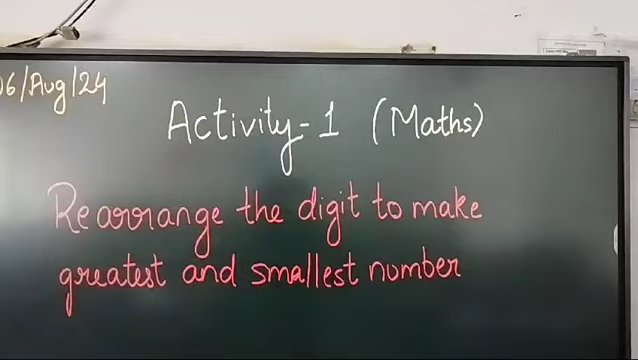 06/Aug/24
Activity-1 (Maths)
Rearrange the digit to make
greatest and smallest number